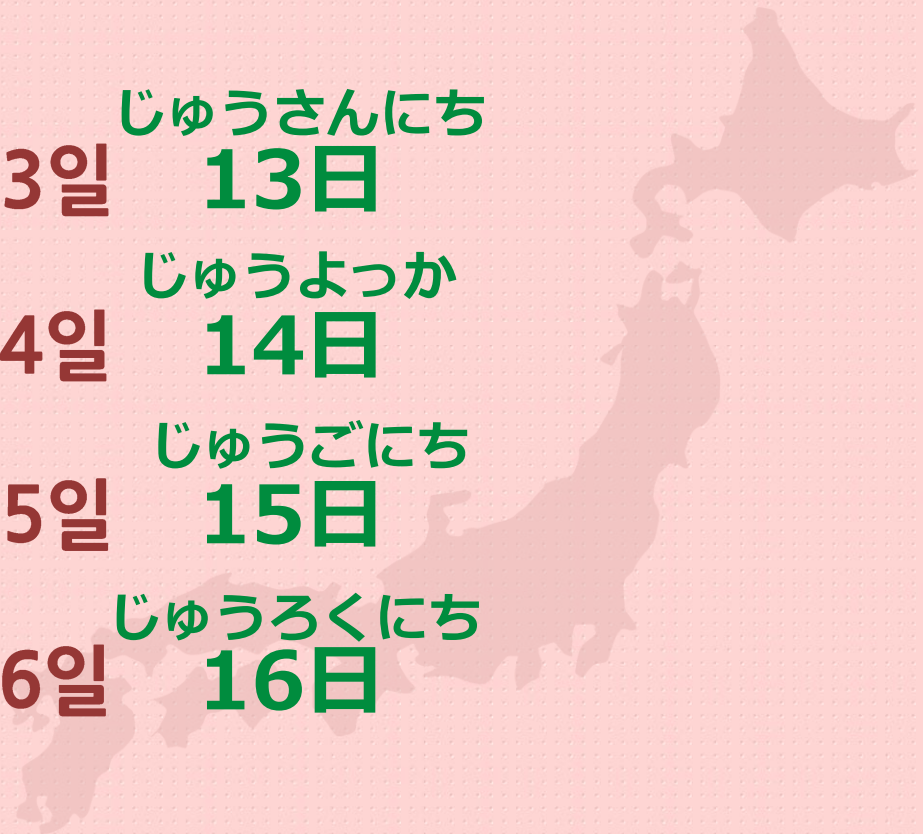 じゅうさんにち
3일 13日
じゅうよっか
4일 14日
じゅうごにち
5일 15日
じゅうろくにち
6일 16日